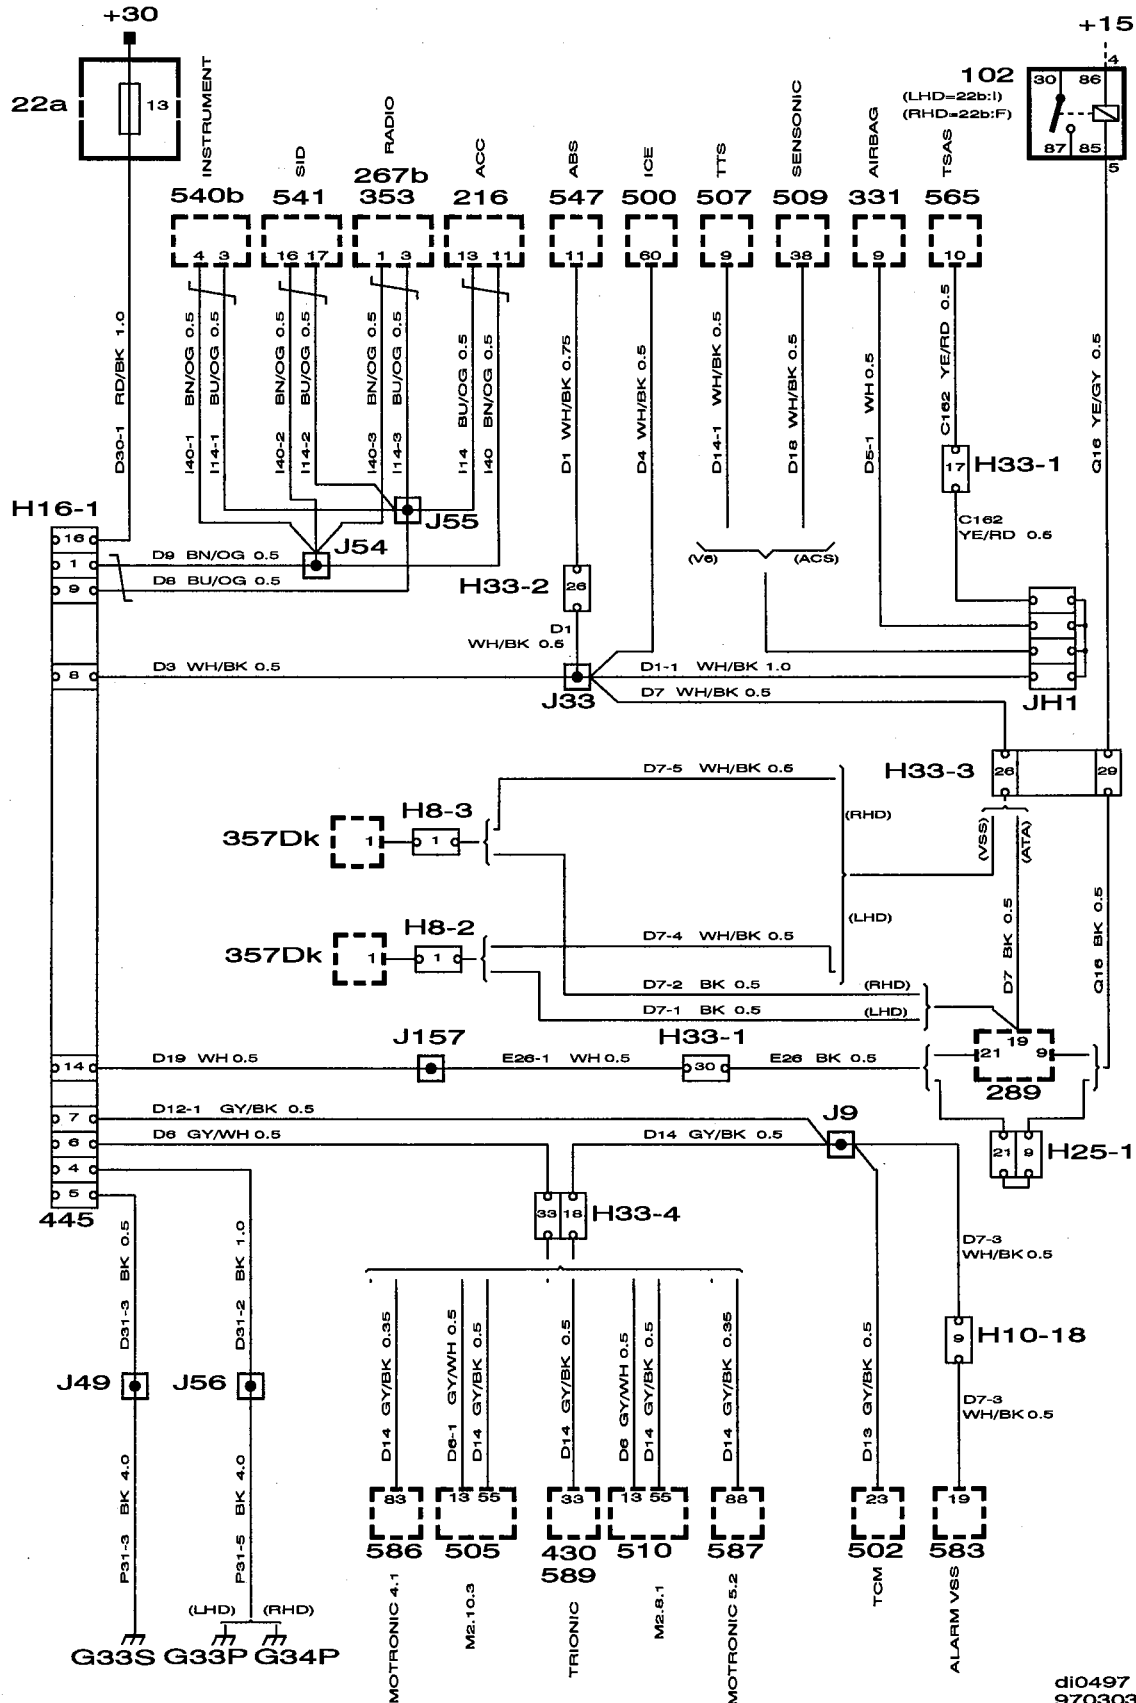 +30
+15
22a
13
102
(LHD=22b:I)
(RHD=22b:F)
4
30
86
87
85
5
INSTRUMENT
SID
RADIO
ACC
ABS
ICE
TTS
SENSONIC
AIRBAG
TSAS
267b
540b
541
353
216
547
500
507
509
331
565
4
3
16
17
1
3
13
11
11
60
9
38
9
10
D30-1 RD/BK 1.0
I40-1 BN/OG 0.5
I14-1 BU/OG 0.5
I40-2 BN/OG 0.5
I14-2 BU/OG 0.5
I40-3 BN/OG 0.5
I14-3 BU/OG 0.5
I14 BU/OG 0.5
I40 BN/OG 0.5
D1 WH/BK 0.75
D4 WH/BK 0.5
D14-1 WH/BK 0.5
D18 WH/BK 0.5
D5-1 WH 0.5
C162 YE/RD 0.5
Q16 YE/GY 0.5
17
H33-1
H16-1
J55
C162
YE/RD 0.5
16
J54
1
D9 BN/OG 0.5
(V6)
(ACS)
9
D8 BU/OG 0.5
H33-2
26
D1
WH/BK 0.5
8
D3 WH/BK 0.5
D1-1 WH/BK 1.0
D7 WH/BK 0.5
J33
JH1
H33-3
26
29
D7-5 WH/BK 0.5
(RHD)
H8-3
357Dk
1
1
(VSS)
(ATA)
(LHD)
H8-2
357Dk
1
1
D7-4 WH/BK 0.5
D7 BK 0.5
Q16 BK 0.5
D7-2 BK 0.5
(RHD)
D7-1 BK 0.5
(LHD)
J157
H33-1
19
14
D19 WH 0.5
E26-1 WH 0.5
30
E26 BK 0.5
21
9
289
7
D12-1 GY/BK 0.5
J9
6
D6 GY/WH 0.5
D14 GY/BK 0.5
21
9
H25-1
4
5
445
33
18
H33-4
D31-3 BK 0.5
D31-2 BK 1.0
D7-3
WH/BK 0.5
D14 GY/BK 0.35
D6-1 GY/WH 0.5
D14 GY/BK 0.5
D14 GY/BK 0.5
D6 GY/WH 0.5
D14 GY/BK 0.5
D14 GY/BK 0.35
D13 GY/BK 0.5
9
H10-18
J49
J56
D7-3
WH/BK 0.5
P31-3 BK 4.0
P31-5 BK 4.0
83
13
55
33
13
55
88
23
19
586
505
430
589
510
587
502
583
MOTRONIC 4.1
M2.10.3
TRIONIC
M2.8.1
MOTRONIC 5.2
TCM
ALARM VSS
(LHD)
(RHD)
G33S
G33P
G34P
di0497
970303